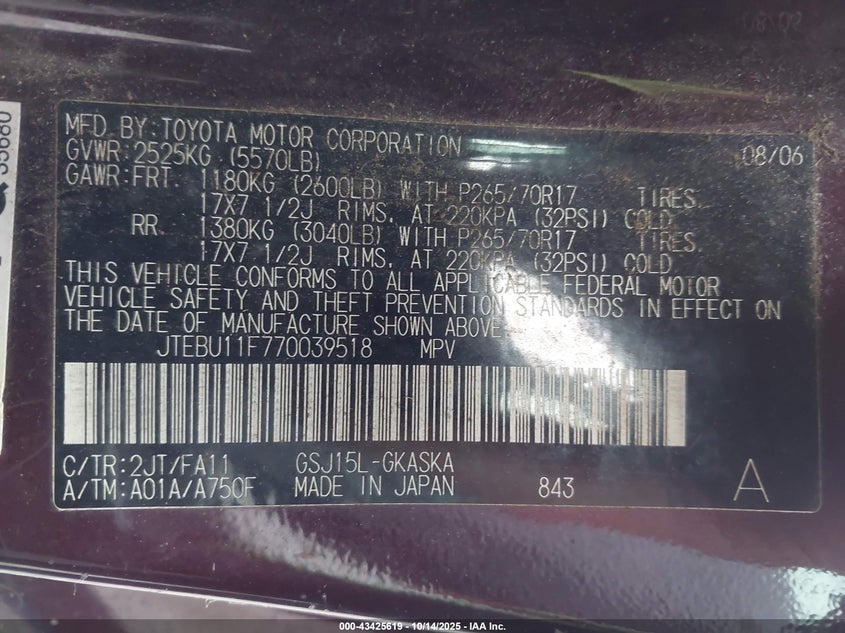 MFD. BY: TOYOTA MOTOR CORPORATION 08/06
GVWR: 2525KG (5570LB)
GAWR: FRT. 1180KG (2600LB) WITH P265/70R17 TIRES,
17X7 1/2J RIMS, AT 220KPA (32PSI) COLD
RR 1380KG (3040LB) WITH P265/70R17 TIRES,
17X7 1/2J RIMS, AT 220KPA (32PSI) COLD
THIS VEHICLE CONFORMS TO ALL APPLICABLE FEDERAL MOTOR
VEHICLE SAFETY AND THEFT PREVENTION STANDARDS IN EFFECT ON
THE DATE OF MANUFACTURE SHOWN ABOVE.
JTEBU11F770039518 MPV
C/TR: 2JT/FA11 GSJ15L-GKASKA
A/TM: A01A/A750F MADE IN JAPAN 843 A
000-43425619 - 10/14/2025 - IAA Inc.